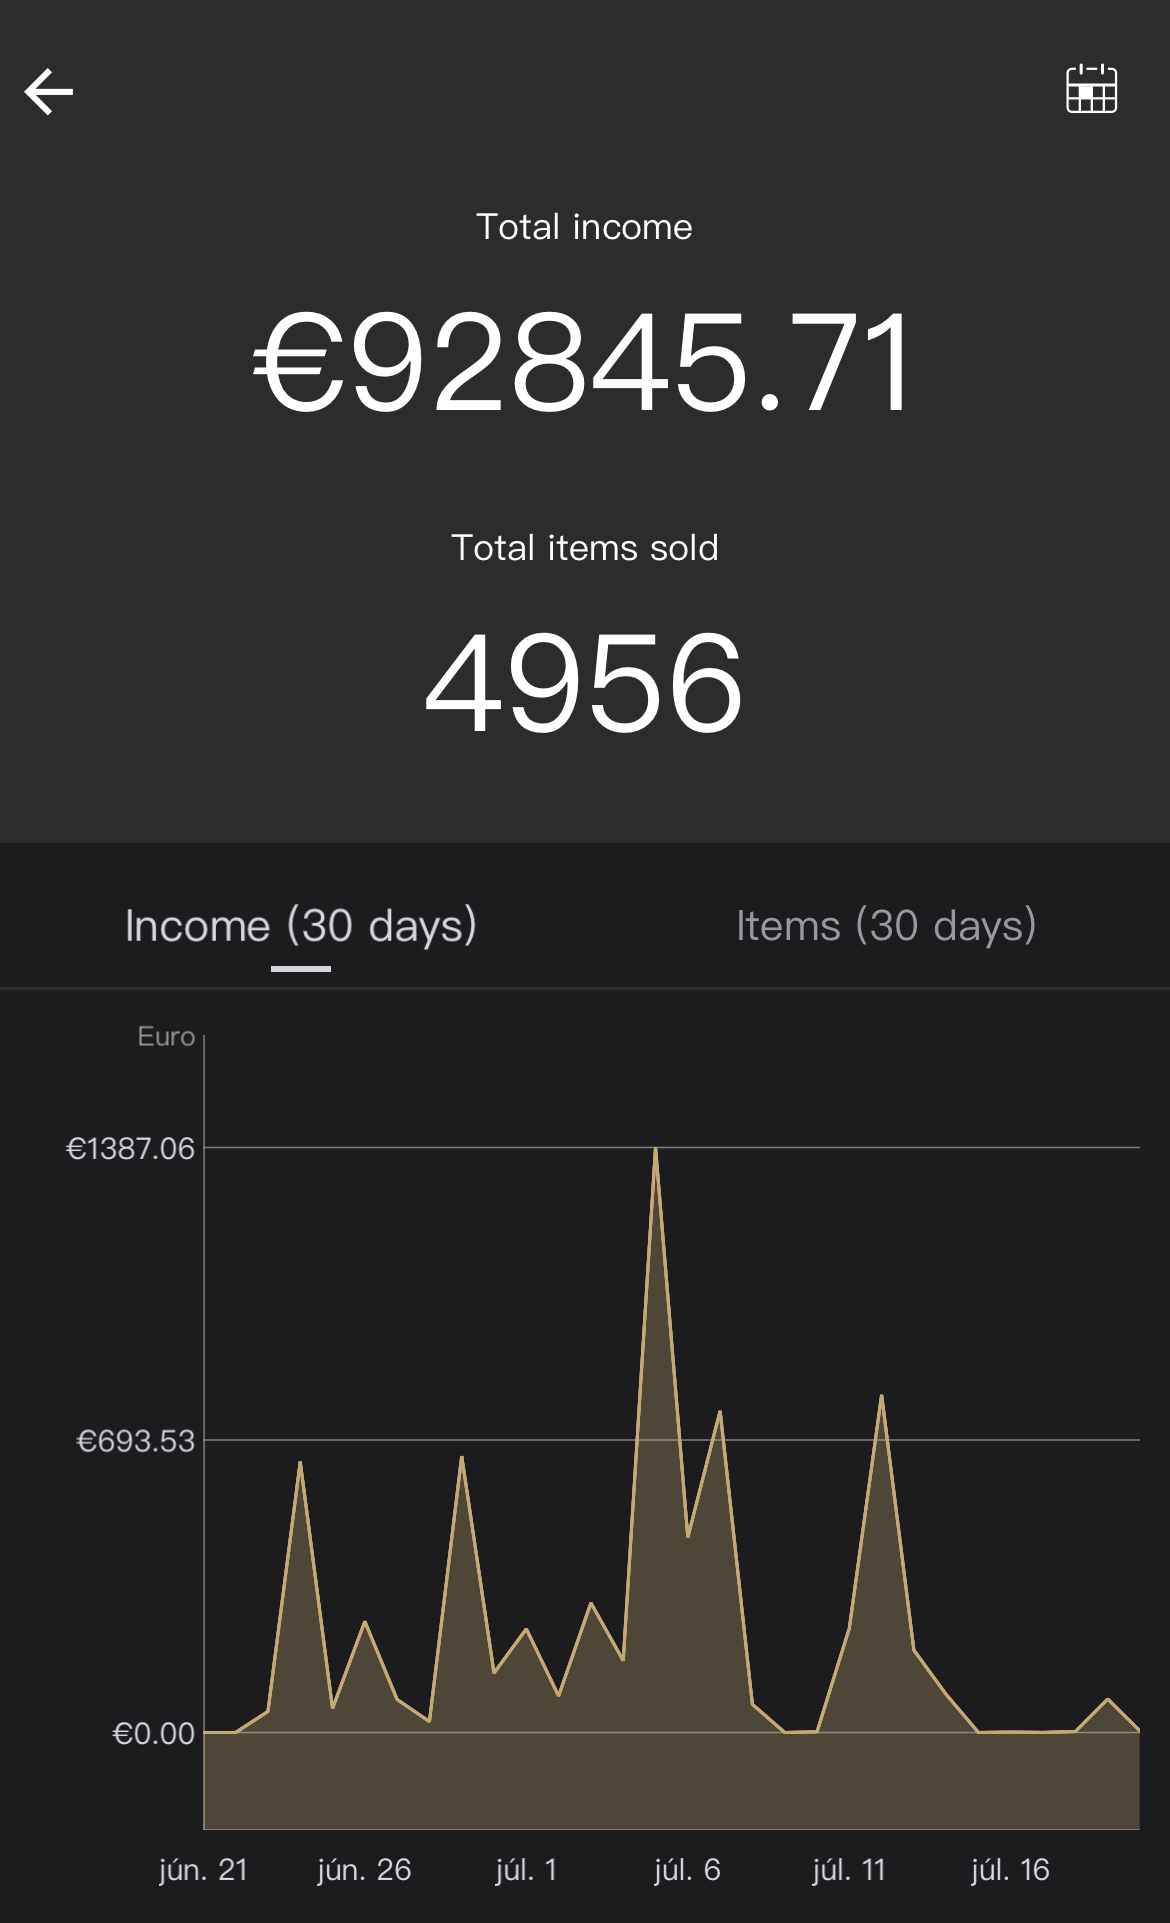 Total income
€92845.71
Total items sold
4956
Income (30 days)
Items (30 days)
Euro
€1387.06
€693.53
€0.00
jún. 21
jún. 26
júl. 1
júl. 6
júl. 11
júl. 16